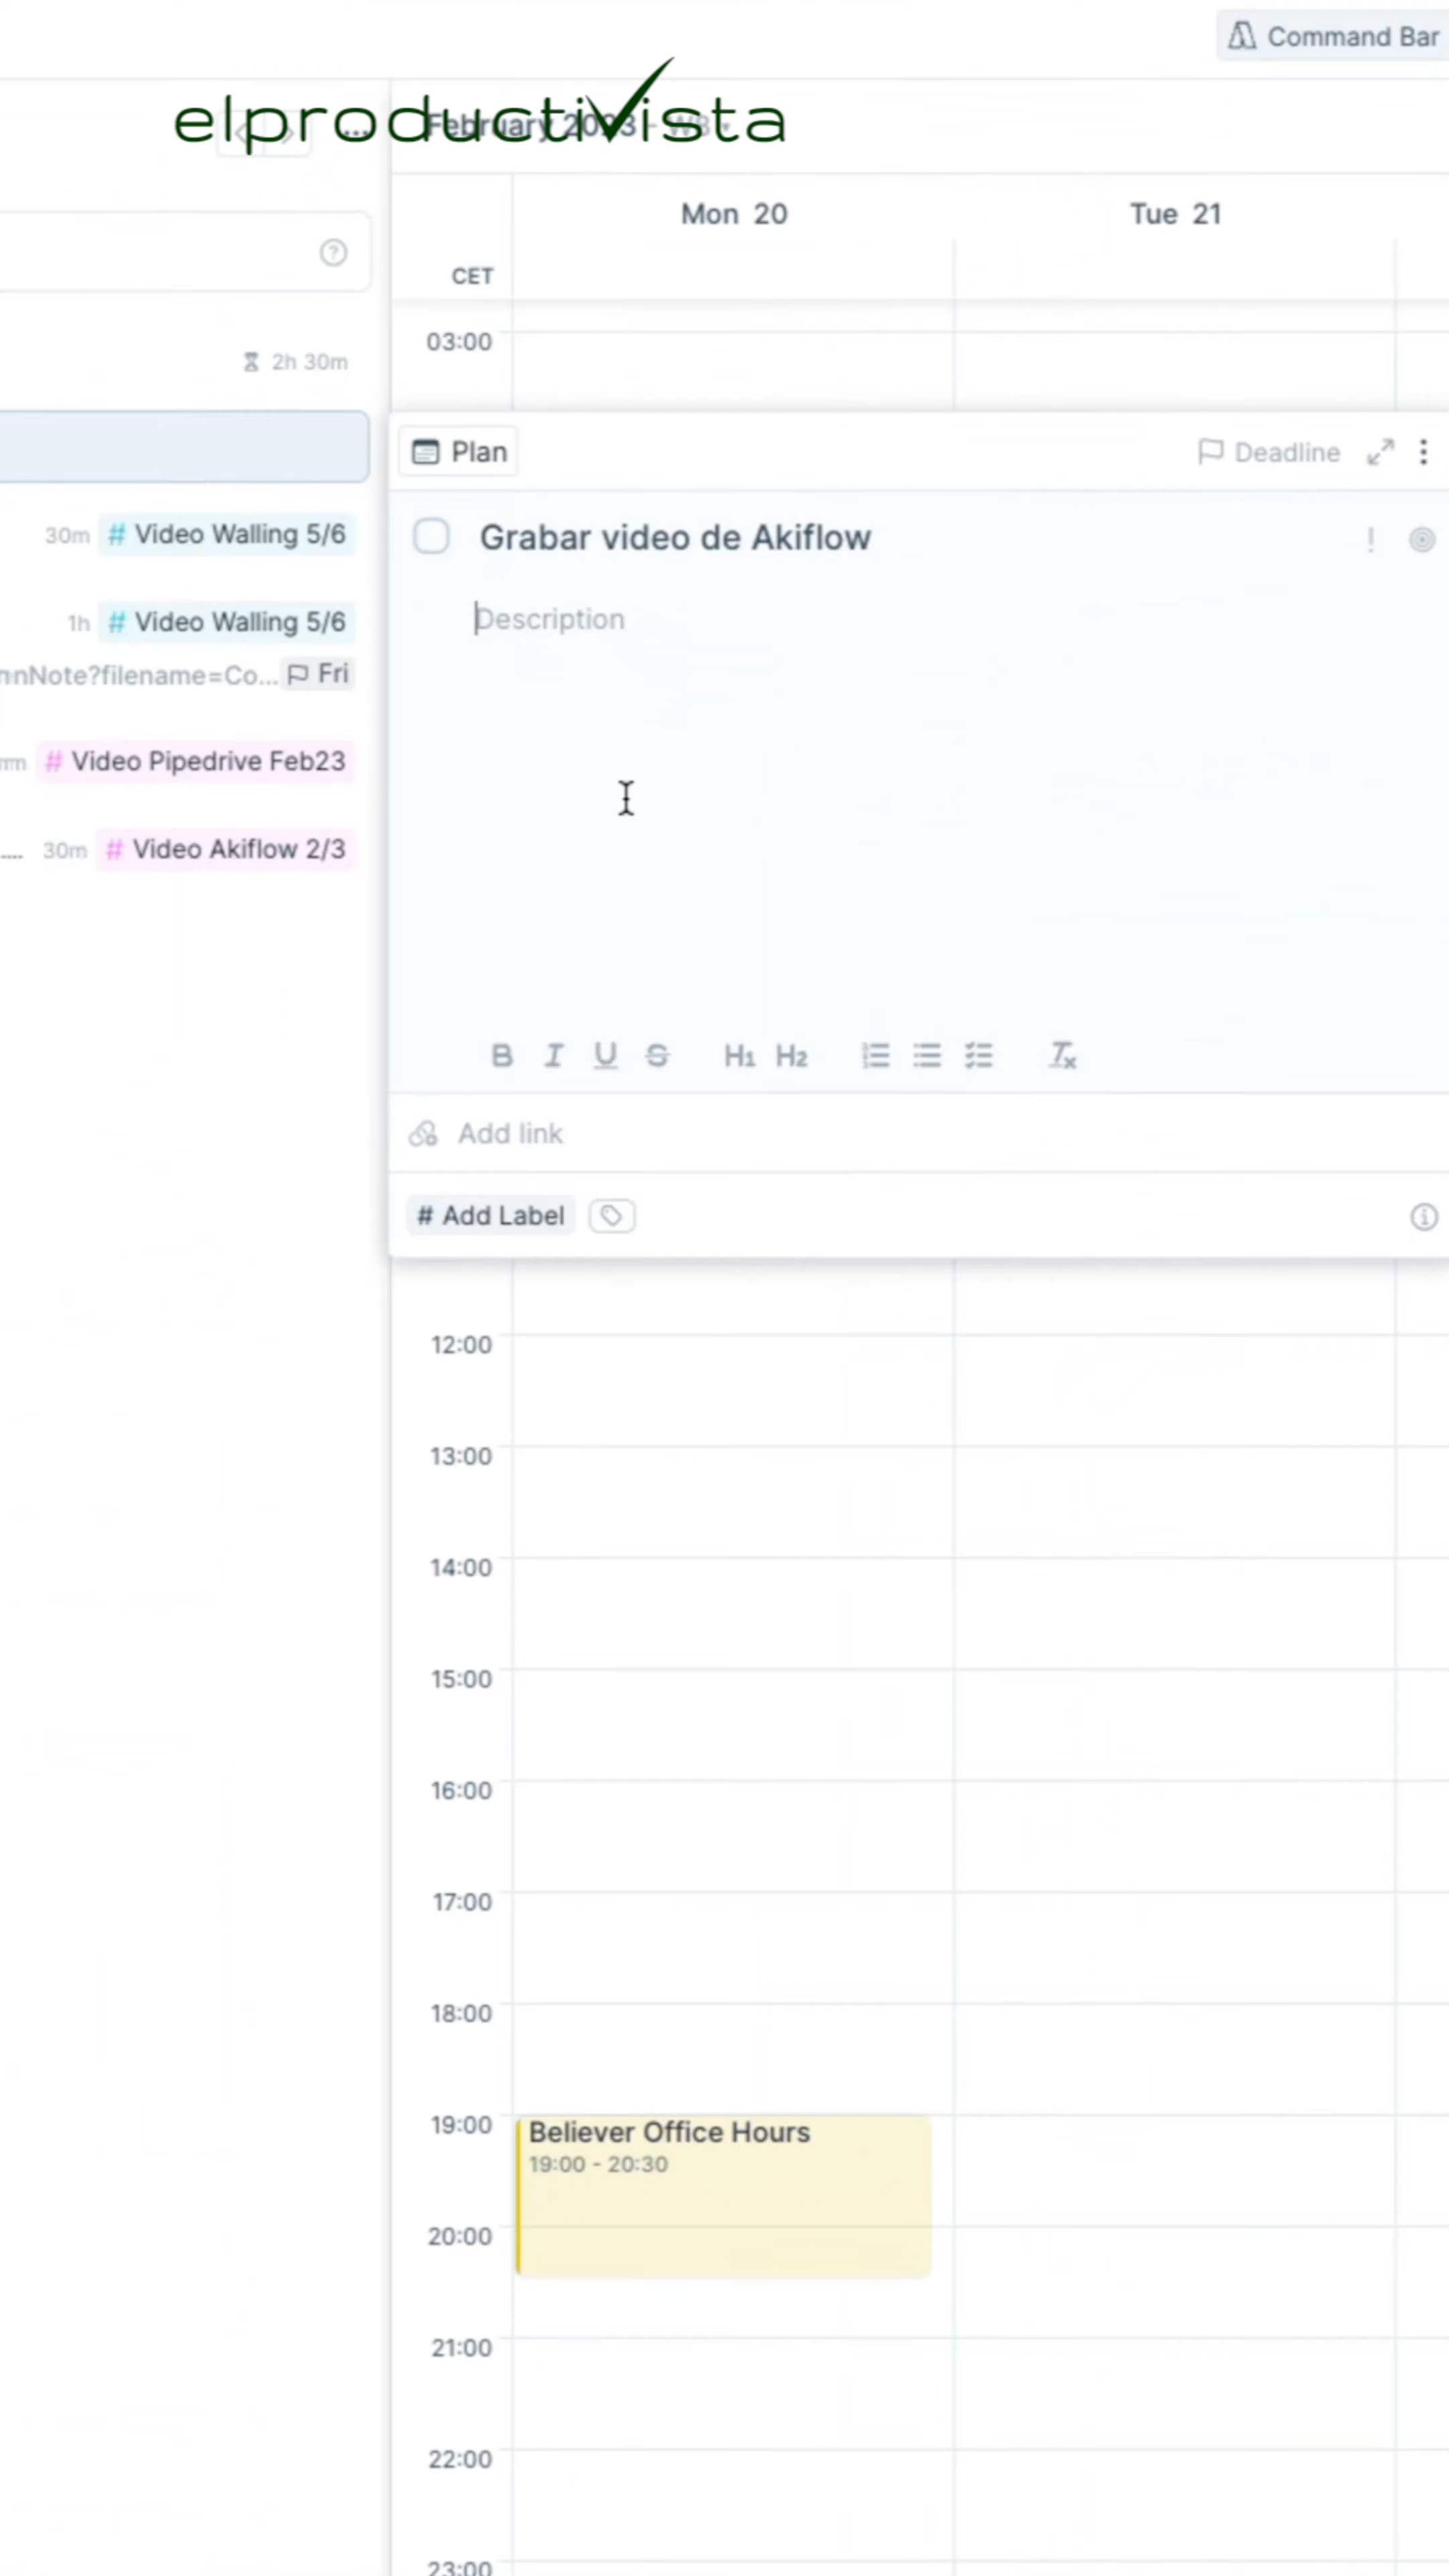 Command Bar
elproductivista
February 2023 - W8
Mon 20
Tue 21
CET
03:00
2h 30m
Plan
Deadline
30m # Video Walling 5/6
Grabar video de Akiflow
1h # Video Walling 5/6
Description
nNote?filename=Co... Fri
# Video Pipedrive Feb23
30m # Video Akiflow 2/3
B I U S H1 H2
Add link
# Add Label
12:00
13:00
14:00
15:00
16:00
17:00
18:00
19:00
Believer Office Hours
19:00 - 20:30
20:00
21:00
22:00
23:00